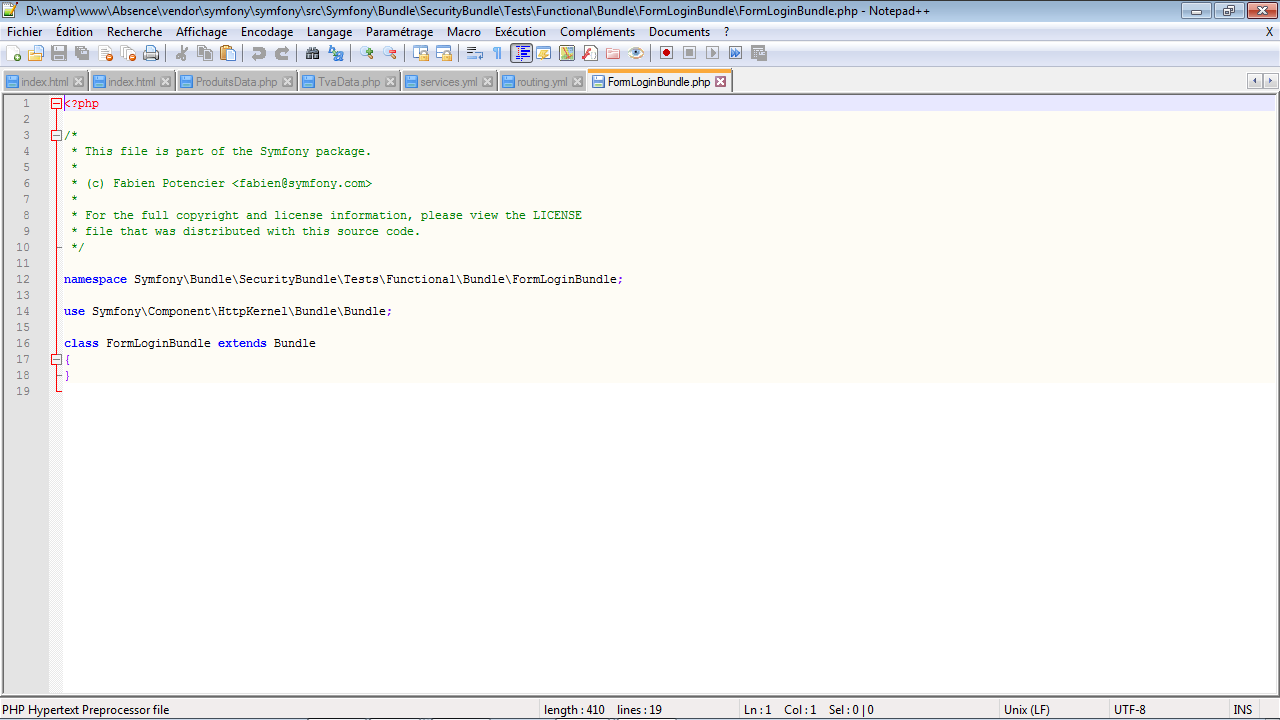 D:\wamp\www\Absence\vendor\symfony\symfony\src\Symfony\Bundle\SecurityBundle\Tests\Functional\Bundle\FormLoginBundle\FormLoginBundle.php - Notepad++
Fichier Édition Recherche Affichage Encodage Langage Paramétrage Macro Exécution Compléments Documents ? X
index.html index.html ProduitsData.php TvaData.php services.yml routing.yml FormLoginBundle.php
1 <?php
2
3 /*
4 * This file is part of the Symfony package.
5 *
6 * (c) Fabien Potencier <fabien@symfony.com>
7 *
8 * For the full copyright and license information, please view the LICENSE
9 * file that was distributed with this source code.
10 */
11
12 namespace Symfony\Bundle\SecurityBundle\Tests\Functional\Bundle\FormLoginBundle;
13
14 use Symfony\Component\HttpKernel\Bundle\Bundle;
15
16 class FormLoginBundle extends Bundle
17 {
18 }
19
PHP Hypertext Preprocessor file length : 410 lines : 19 Ln : 1 Col : 1 Sel : 0 | 0 Unix (LF) UTF-8 INS